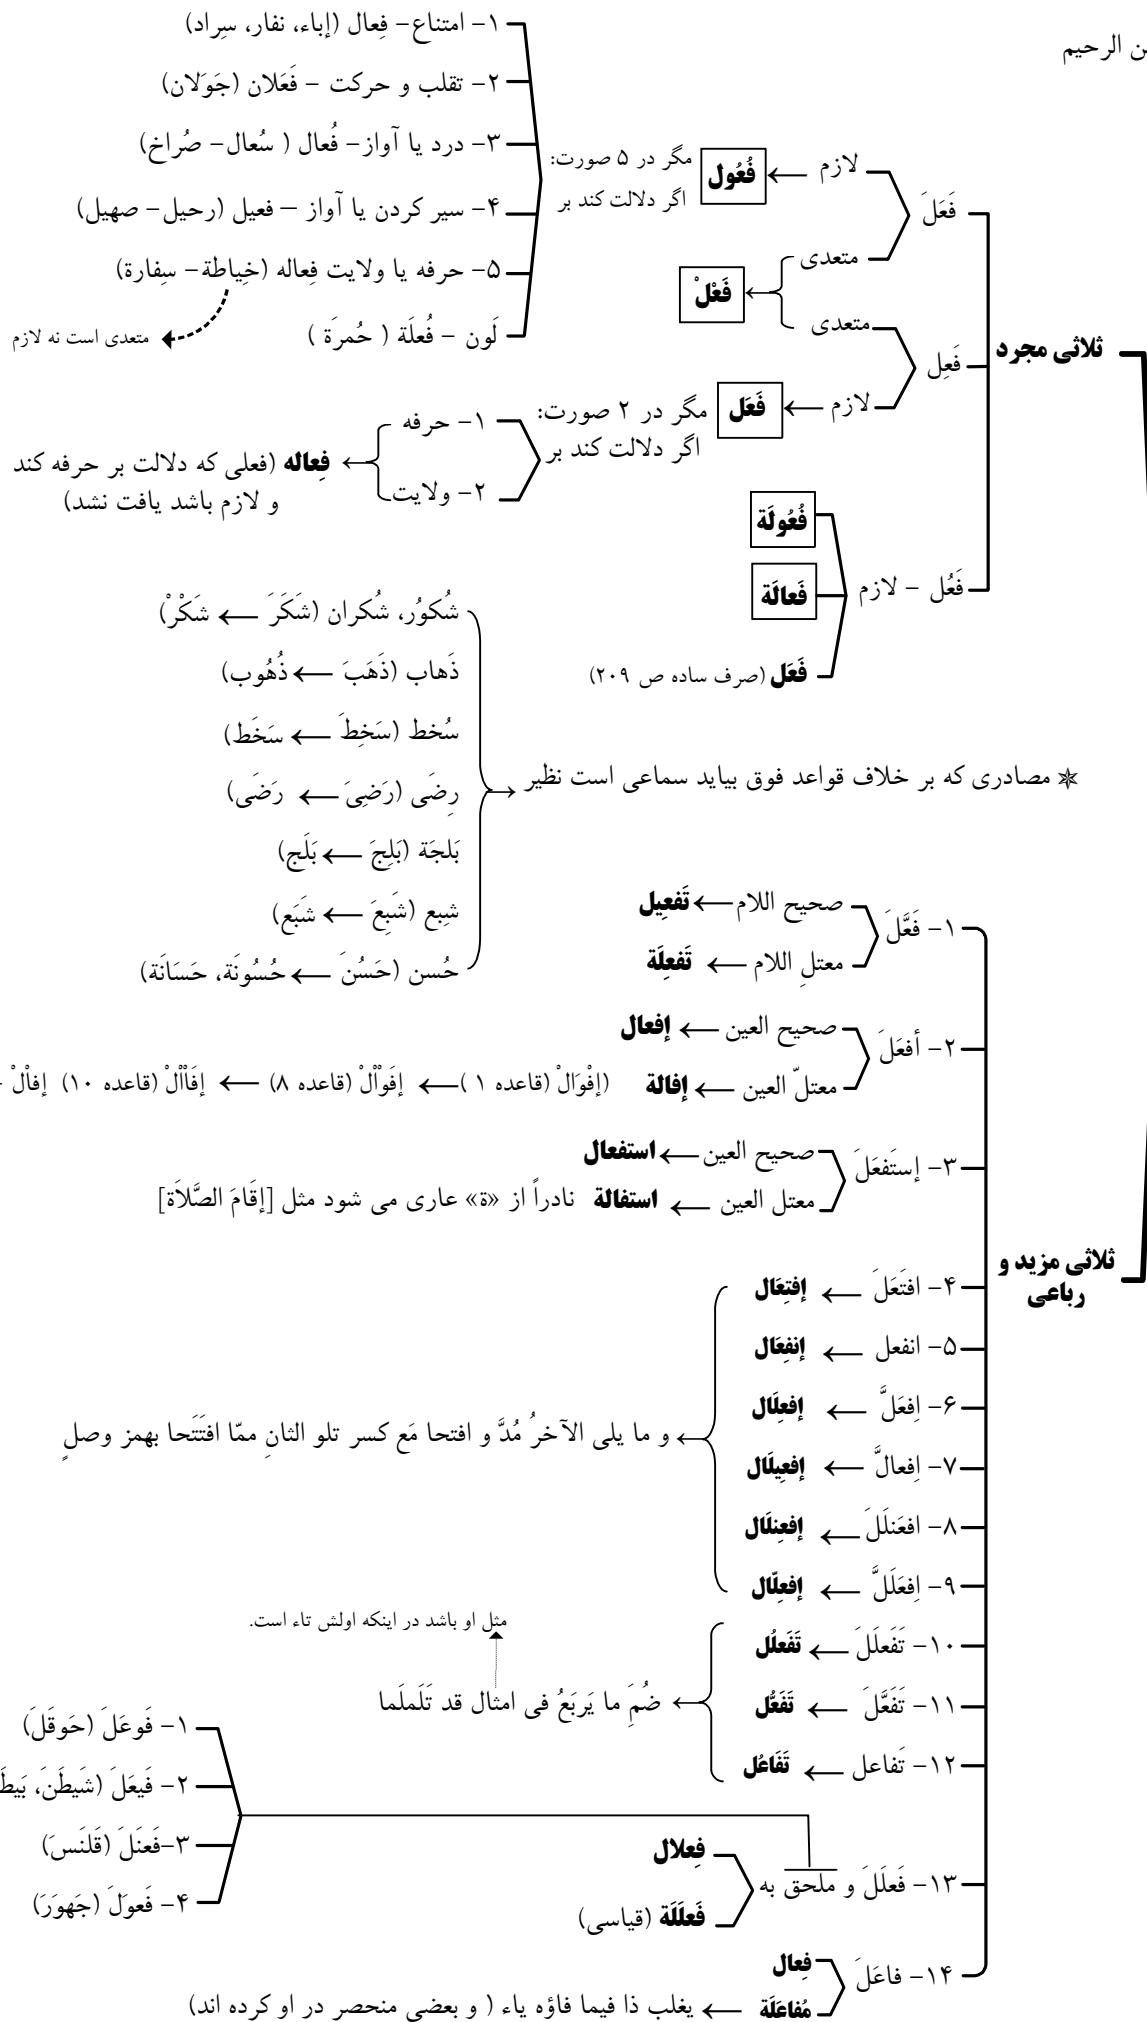 ن الرحیم
ثلاثی مجرد
فَعَلَ
لازم ← فُعُول مگر در ۵ صورت:
اگر دلالت کند بر
۱- امتناع- فِعال (إباء، نفار، سِراد)
۲- تقلب و حرکت - فَعَلان (جَوَلان)
۳- درد یا آواز- فُعال ( سُعال- صُراخ)
۴- سیر کردن یا آواز – فعیل (رحیل- صهیل)
۵- حرفه یا ولایت فِعاله (خِیاطة- سِفارة)
متعدی است نه لازم
لَون - فُعلَة ( حُمرَة )
متعدی
← فَعْلْ
فَعِل
متعدی
لازم ← فَعَل مگر در ۲ صورت:
اگر دلالت کند بر
۱- حرفه
۲- ولایت
← فِعاله (فعلی که دلالت بر حرفه کند
و لازم باشد یافت نشد)
فَعُل - لازم
فُعُولَة
فَعالَة
فَعَل (صرف ساده ص ۲۰۹)
✵ مصادری که بر خلاف قواعد فوق بیاید سماعی است نظیر →
شُکورُ، شُکران (شَکَرَ ← شَکْرْ)
ذَهاب (ذَهَبَ ← ذُهُوب)
سُخط (سَخِطَ ← سَخَط)
رِضَی (رَضِیَ ← رَضَی)
بَلجَة (بَلِجَ ← بَلَج)
شِبع (شَبِعَ ← شَبَع)
حُسن (حَسُنَ ← حُسُونَة، حَسَانَة)
ثلاثی مزید و
رباعی
۱- فَعَّلَ
صحیح اللام ← تَفعِیل
معتلِ اللام ← تَفعِلَة
۲- أفعَلَ
صحیح العین ← إفعال
معتلّ العین ← إفالة (إفْوَالْ (قاعده ۱ )← إفَوْاْلْ (قاعده ۸) ← إفَاْاْلْ (قاعده ۱۰) إفاْلْ -
۳- إستَفعَلَ
صحیح العین ← استفعال
معتل العین ← استفالة نادراً از «ة» عاری می شود مثل [إقَامَ الصَّلاَة]
۴- افتَعَلَ ← إفتِعَال
۵- انفعل ← إنفِعَال
۶- اِفعَلَّ ← إفعِلَال
۷- اِفعالَّ ← إفعِیلَال
۸- افعَنلَلَ ← إفعِنلَال
۹- اِفعَلَلَّ ← إفعِلّال
← و ما یلی الآخرُ مُدَّ و افتحا مَع کسر تلو الثانِ ممّا افتَتَحا بهمز وصلٍ
۱۰- تَفَعلَلَ ← تَفَعلُل
۱۱- تَفَعَّلَ ← تَفَعُّل
۱۲- تَفاعل ← تَفَاعُل
← ضُمَِ ما یَربَعُ فی امثال قد تَلَملَما
مثل او باشد در اینکه اولش تاء است.
۱۳- فَعلَلَ و ملحق به
فِعلال
فَعلَلَة (قیاسی)
۱- فَوعَلَ (حَوقَلَ)
۲- فَیعَلَ (شَیطَنَ، بَیطَ
۳-فَعنَلَ (قَلنَسَ)
۴- فَعوَلَ (جَهوَرَ)
۱۴- فاعَلَ
فِعال
مُفاعَلَة ← یغلب ذا فیما فاؤه یاء ( و بعضی منحصر در او کرده اند)